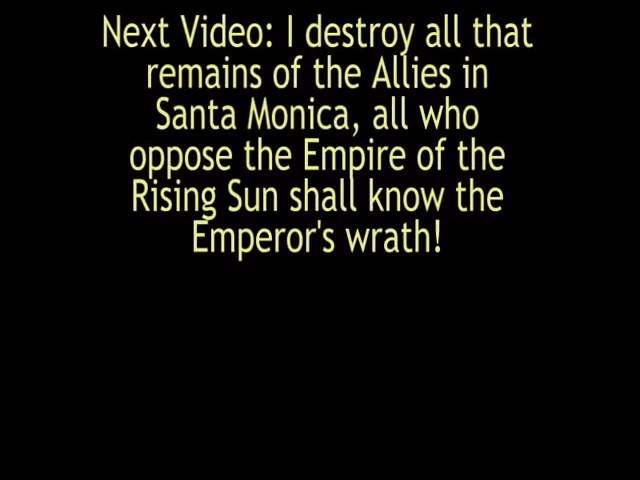 Next Video: I destroy all that
remains of the Allies in
Santa Monica, all who
oppose the Empire of the
Rising Sun shall know the
Emperor's wrath!